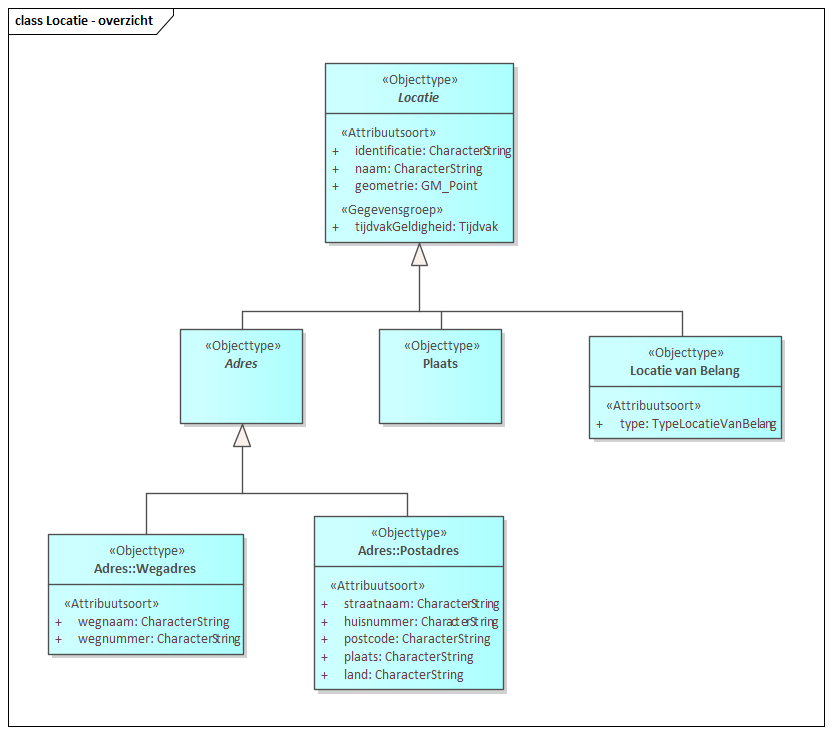 class Locatie - overzicht
«Objecttype»
Locatie
«Attribuutsoort»
+ identificatie: CharacterString
+ naam: CharacterString
+ geometrie: GM_Point
«Gegevensgroep»
+ tijdvakGeldigheid: Tijdvak
«Objecttype»
Adres
«Objecttype»
Plaats
«Objecttype»
Locatie van Belang
«Attribuutsoort»
+ type: TypeLocatieVanBelang
«Objecttype»
Adres::Wegadres
«Attribuutsoort»
+ wegnaam: CharacterString
+ wegnummer: CharacterString
«Objecttype»
Adres::Postadres
«Attribuutsoort»
+ straatnaam: CharacterString
+ huisnummer: CharacterString
+ postcode: CharacterString
+ plaats: CharacterString
+ land: CharacterString